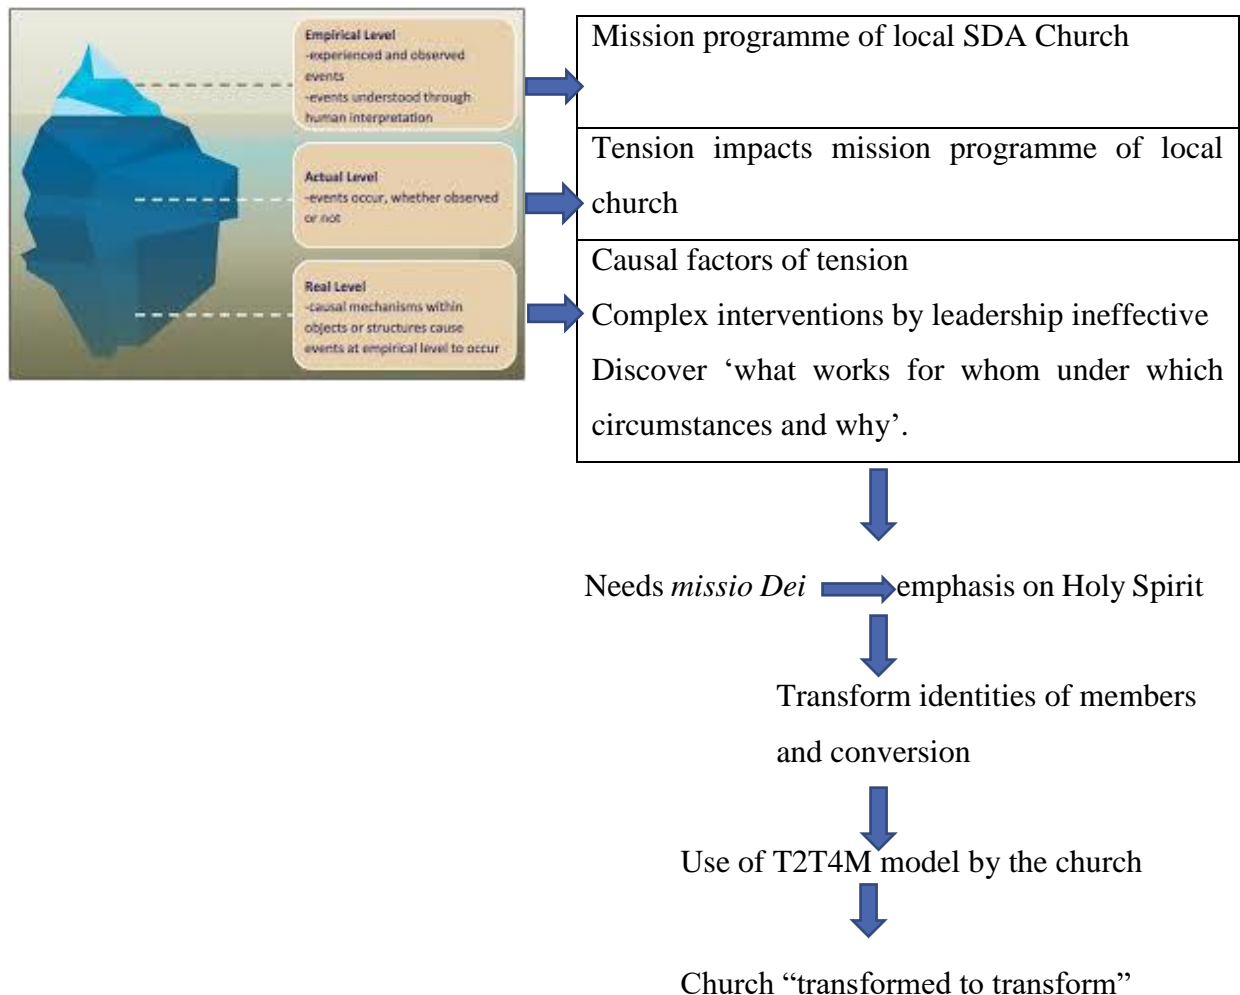 Empirical Level
-experienced and observed
events
-events understood through
human interpretation
Mission programme of local SDA Church
Actual Level
-events occur, whether observed
or not
Tension impacts mission programme of local
church
Real Level
-causal mechanisms within
objects or structures cause
events at empirical level to occur
Causal factors of tension
Complex interventions by leadership ineffective
Discover ‘what works for whom under which
circumstances and why’.
Needs missio Dei emphasis on Holy Spirit
Transform identities of members
and conversion
Use of T2T4M model by the church
Church “transformed to transform”